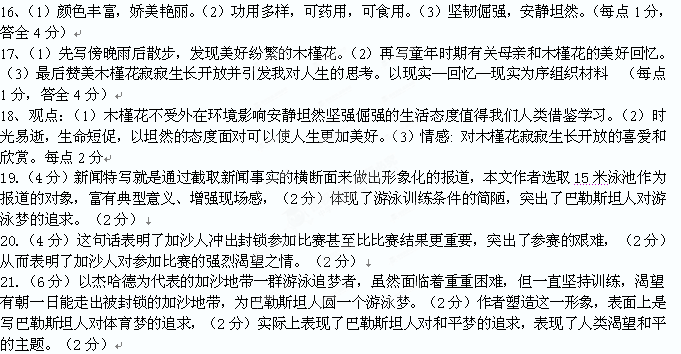 16、（1）颜色丰富，娇美艳丽。（2）功用多样，可药用，可食用。（3）坚韧倔强，安静坦然。（每点 1 分，
答全 4 分）
17、（1）先写傍晚雨后散步，发现美好纷繁的木槿花。（2）再写童年时期有关母亲和木槿花的美好回忆。
（3）最后赞美木槿花寂寂生长开放并引发我对人生的思考。以现实—回忆—现实为序组织材料　（每点
1 分，答全 4 分）
18、观点：（1）木槿花不受外在环境影响安静坦然坚强倔强的生活态度值得我们人类借鉴学习。（2）时
光易逝，生命短促，以坦然的态度面对可以使人生更加美好。（3）情感: 对木槿花寂寂生长开放的喜爱和
欣赏。每点 2 分
19.（4 分）新闻特写就是通过截取新闻事实的横断面来做出形象化的报道，本文作者选取 15 米泳池作为
报道的对象，富有典型意义、增强现场感，（2 分）体现了游泳训练条件的简陋，突出了巴勒斯坦人对游
泳梦的追求。（2 分）↓
20.（4 分）这句话表明了加沙人冲出封锁参加比赛甚至比比赛结果更重要，突出了参赛的艰难，（2 分）
从而表明了加沙人对参加比赛的强烈渴望之情。（2 分）↓
21.（6 分）以杰哈德为代表的加沙地带一群游泳追梦者，虽然面临着重重困难，但一直坚持训练，渴望
有朝一日能走出被封锁的加沙地带，为巴勒斯坦人圆一个游泳梦。（2 分）作者塑造这一形象，表面上是
写巴勒斯坦人对体育梦的追求，（2 分）实际上表现了巴勒斯坦人对和平梦的追求，表现了人类渴望和平
的主题。（2 分）↓